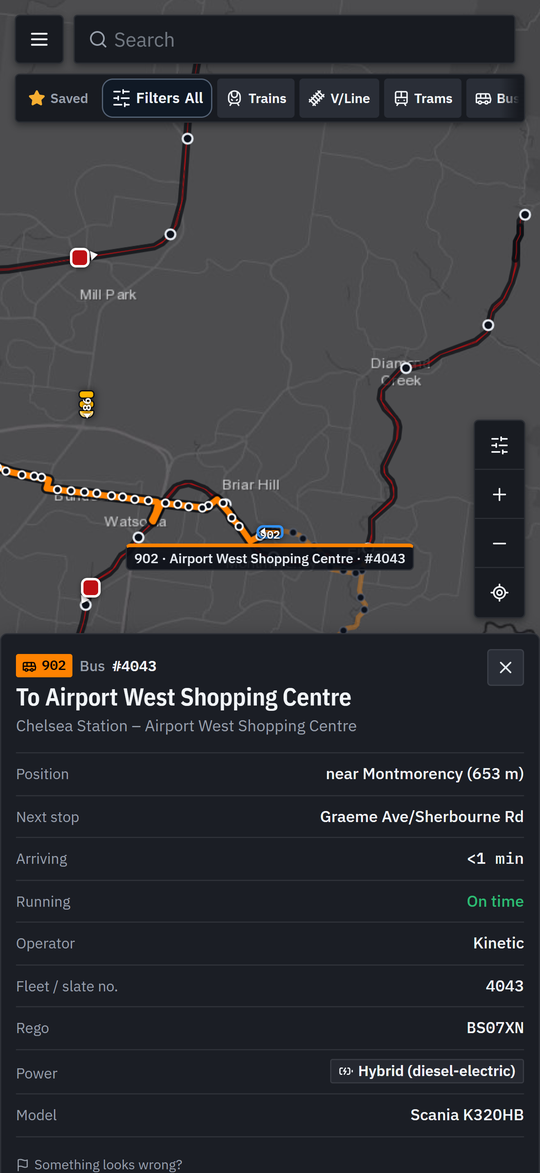 Search
Saved
Filters All
Trains
V/Line
Trams
Bus
Mill Park
Diamond
Creek
Briar Hill
902
902 · Airport West Shopping Centre · #4043
902 Bus #4043
To Airport West Shopping Centre
Chelsea Station – Airport West Shopping Centre
Position near Montmorency (653 m)
Next stop Graeme Ave/Sherbourne Rd
Arriving <1 min
Running On time
Operator Kinetic
Fleet / slate no. 4043
Rego BS07XN
Power Hybrid (diesel-electric)
Model Scania K320HB
Something looks wrong?